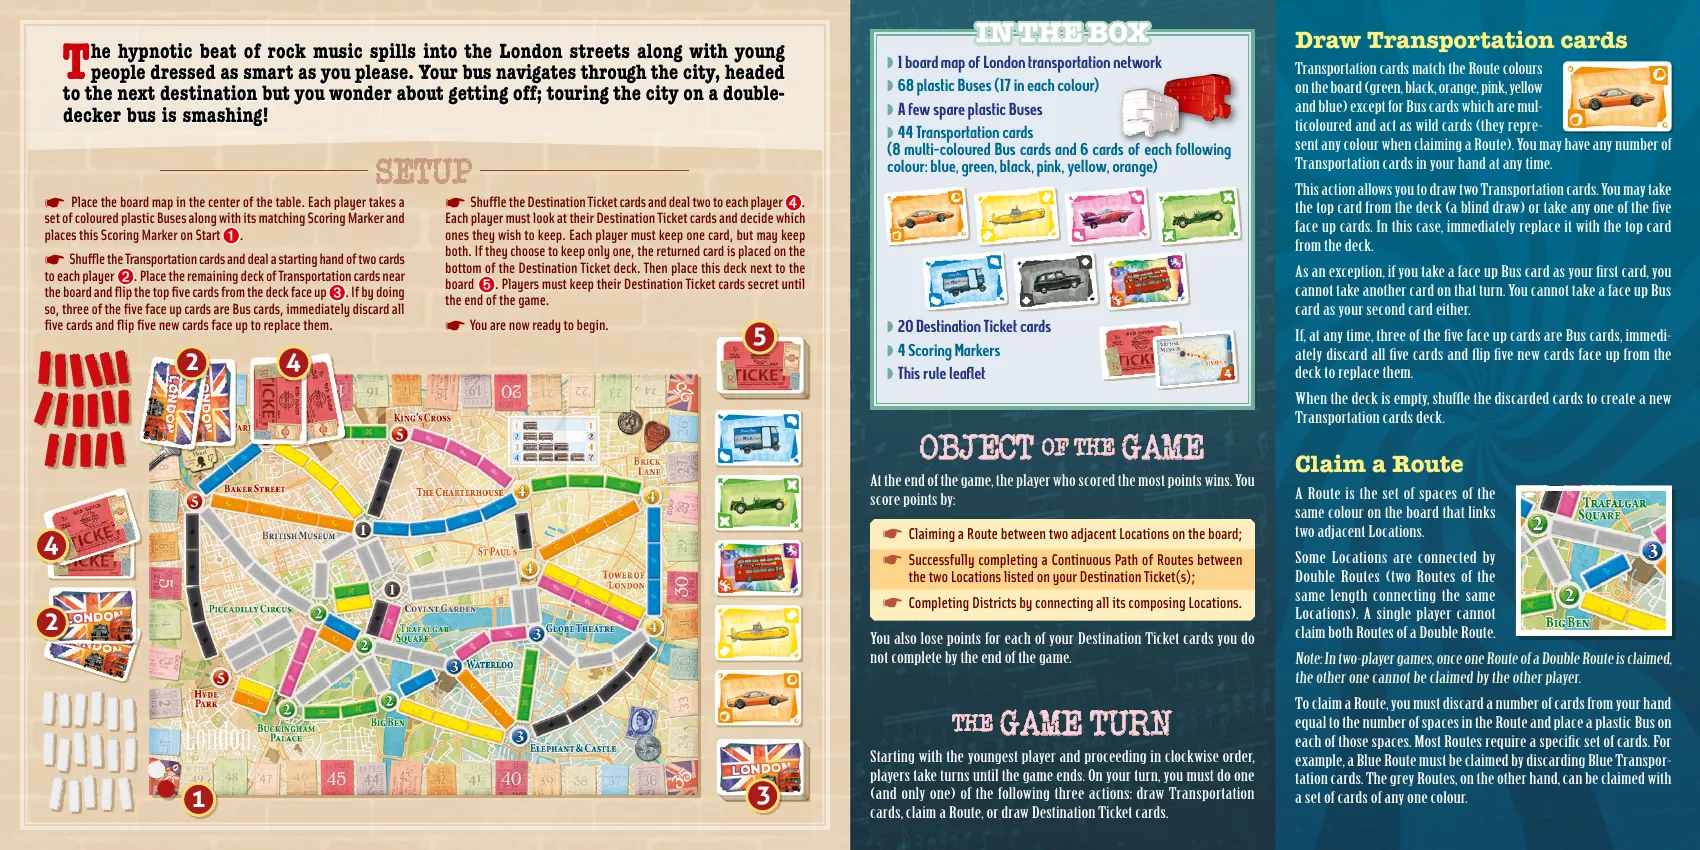 The hypnotic beat of rock music spills into the London streets along with young
people dressed as smart as you please. Your bus navigates through the city, headed
to the next destination but you wonder about getting off; touring the city on a double-
decker bus is smashing!
SETUP
Place the board map in the center of the table. Each player takes a
set of coloured plastic Buses along with its matching Scoring Marker and
places this Scoring Marker on Start 1.
Shuffle the Transportation cards and deal a starting hand of two cards
to each player 2. Place the remaining deck of Transportation cards near
the board and flip the top five cards from the deck face up 3. If by doing
so, three of the five face up cards are Bus cards, immediately discard all
five cards and flip five new cards face up to replace them.
Shuffle the Destination Ticket cards and deal two to each player 4.
Each player must look at their Destination Ticket cards and decide which
ones they wish to keep. Each player must keep one card, but may keep
both. If they choose to keep only one, the returned card is placed on the
bottom of the Destination Ticket deck. Then place this deck next to the
board 5. Players must keep their Destination Ticket cards secret until
the end of the game.
You are now ready to begin.
2
4
5
LONDON
TICKET
KING'S CROSS
BRICK
LANE
BAKER STREET
THE CHARTERHOUSE
BRITISH MUSEUM
ST PAUL'S
TOWER OF
LONDON
PICCADILLY CIRCUS
COVENT GARDEN
TRAFALGAR
SQUARE
GLOBE THEATRE
WATERLOO
HYDE
PARK
BUCKINGHAM
PALACE
BIG BEN
ELEPHANT & CASTLE
London
4
2
LONDON
1
45
40
LONDON
3
IN THE BOX
1 board map of London transportation network
68 plastic Buses (17 in each colour)
A few spare plastic Buses
44 Transportation cards
(8 multi-coloured Bus cards and 6 cards of each following
colour: blue, green, black, pink, yellow, orange)
20 Destination Ticket cards
4 Scoring Markers
This rule leaflet
OBJECT OF THE GAME
At the end of the game, the player who scored the most points wins. You
score points by:
Claiming a Route between two adjacent Locations on the board;
Successfully completing a Continuous Path of Routes between
the two Locations listed on your Destination Ticket(s);
Completing Districts by connecting all its composing Locations.
You also lose points for each of your Destination Ticket cards you do
not complete by the end of the game.
THE GAME TURN
Starting with the youngest player and proceeding in clockwise order,
players take turns until the game ends. On your turn, you must do one
(and only one) of the following three actions: draw Transportation
cards, claim a Route, or draw Destination Ticket cards.
Draw Transportation cards
Transportation cards match the Route colours
on the board (green, black, orange, pink, yellow
and blue) except for Bus cards which are mul-
ticoloured and act as wild cards (they repre-
sent any colour when claiming a Route). You may have any number of
Transportation cards in your hand at any time.
This action allows you to draw two Transportation cards. You may take
the top card from the deck (a blind draw) or take any one of the five
face up cards. In this case, immediately replace it with the top card
from the deck.
As an exception, if you take a face up Bus card as your first card, you
cannot take another card on that turn. You cannot take a face up Bus
card as your second card either.
If, at any time, three of the five face up cards are Bus cards, immedi-
ately discard all five cards and flip five new cards face up from the
deck to replace them.
When the deck is empty, shuffle the discarded cards to create a new
Transportation cards deck.
Claim a Route
A Route is the set of spaces of the
same colour on the board that links
two adjacent Locations.
Some Locations are connected by
Double Routes (two Routes of the
same length connecting the same
Locations). A single player cannot
claim both Routes of a Double Route.
TRAFALGAR
SQUARE
2
3
2
BIG BEN
Note: In two-player games, once one Route of a Double Route is claimed,
the other one cannot be claimed by the other player.
To claim a Route, you must discard a number of cards from your hand
equal to the number of spaces in the Route and place a plastic Bus on
each of those spaces. Most Routes require a specific set of cards. For
example, a Blue Route must be claimed by discarding Blue Transpor-
tation cards. The grey Routes, on the other hand, can be claimed with
a set of cards of any one colour.